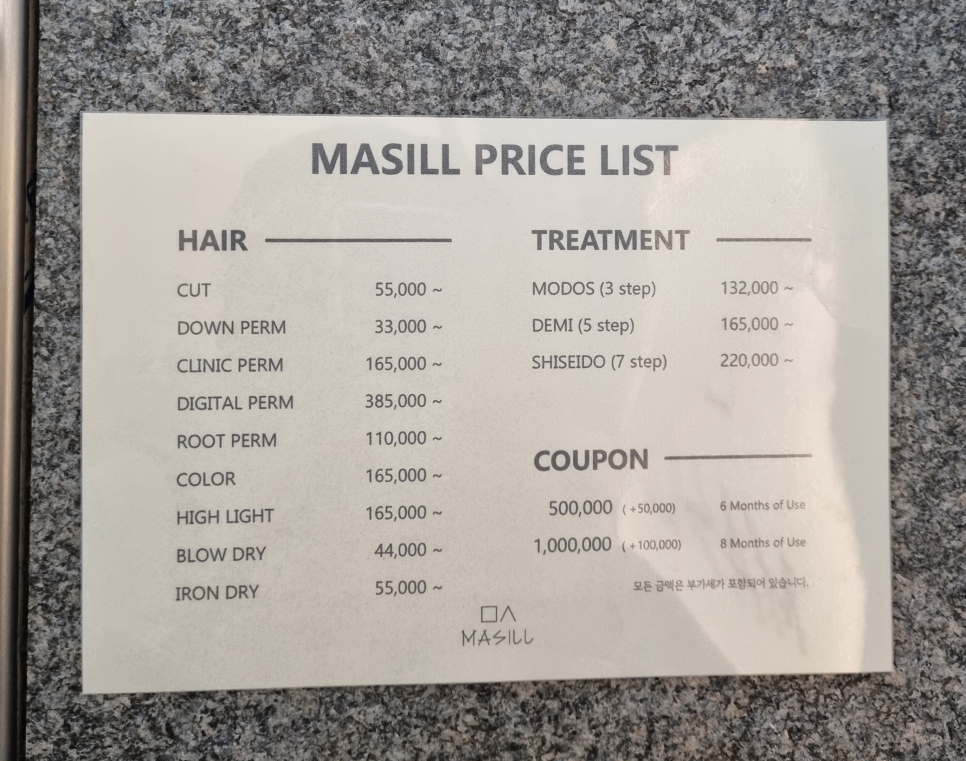 MASILL PRICE LIST
HAIR
CUT 55,000 ~
DOWN PERM 33,000 ~
CLINIC PERM 165,000 ~
DIGITAL PERM 385,000 ~
ROOT PERM 110,000 ~
COLOR 165,000 ~
HIGH LIGHT 165,000 ~
BLOW DRY 44,000 ~
IRON DRY 55,000 ~
TREATMENT
MODOS (3 step) 132,000 ~
DEMI (5 step) 165,000 ~
SHISEIDO (7 step) 220,000 ~
COUPON
500,000 ( +50,000) 6 Months of Use
1,000,000 ( +100,000) 8 Months of Use
모든 금액은 부가세가 포함되어 있습니다.
MASILL